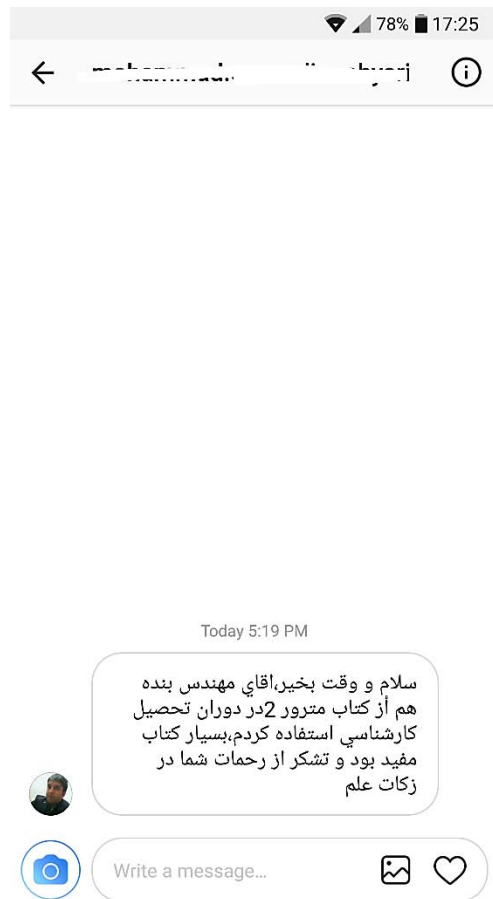 78% 17:25
Today 5:19 PM
سلام و وقت بخير،اقاي مهندس بنده
هم أز كتاب مترور 2در دوران تحصيل
كارشناسي استفاده كردم،بسيار كتاب
مفيد بود و تشكر از رحمات شما در
زكات علم
Write a message...